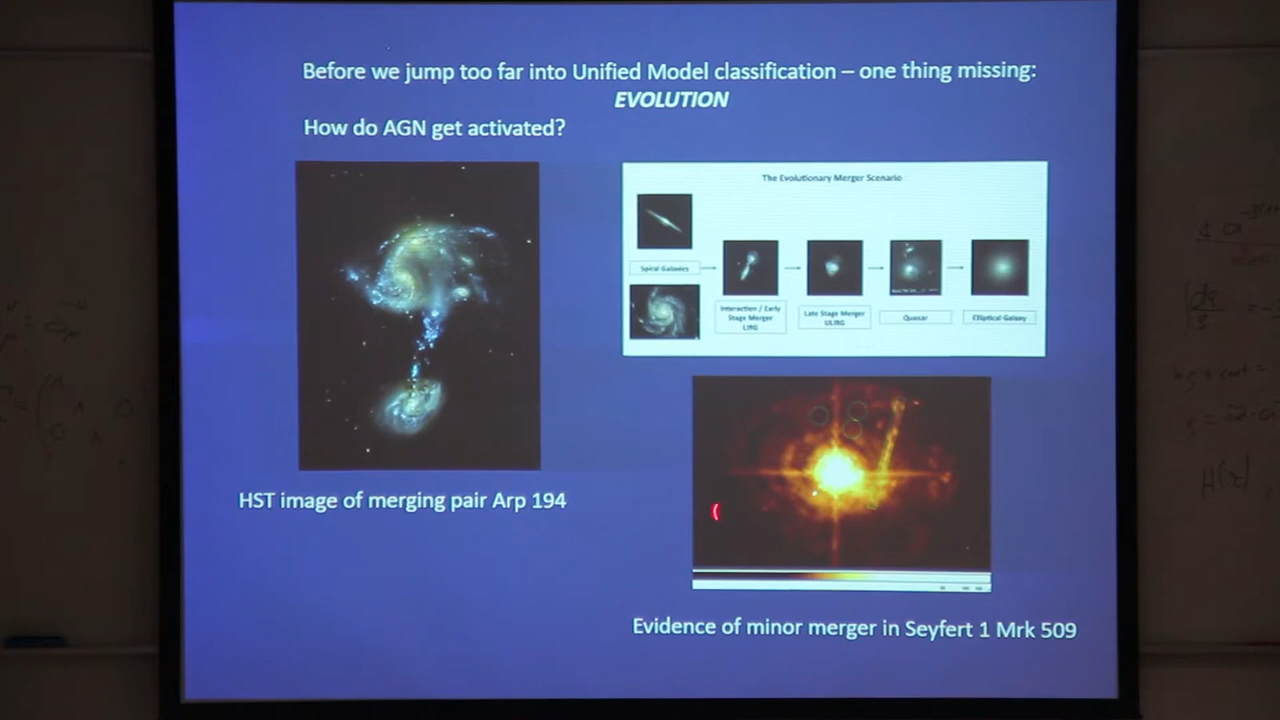 Before we jump too far into Unified Model classification – one thing missing:
EVOLUTION
How do AGN get activated?
The Evolutionary Merger Scenario
Spiral Galaxies
Interaction / Early
Stage Merger
LIRG
Late Stage Merger
ULIRG
Quasar
Elliptical Galaxy
HST image of merging pair Arp 194
Evidence of minor merger in Seyfert 1 Mrk 509